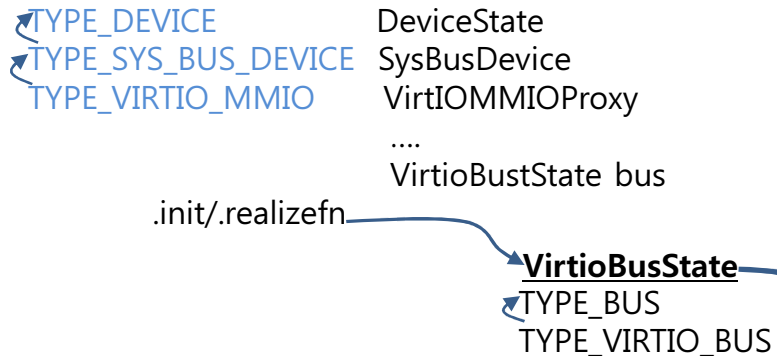 TYPE_DEVICE DeviceState
TYPE_SYS_BUS_DEVICE SysBusDevice
TYPE_VIRTIO_MMIO VirtIOMMIOProxy
....
VirtioBustState bus
.init/.realizefn
VirtioBusState
TYPE_BUS
TYPE_VIRTIO_BUS